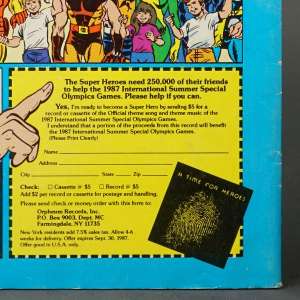 The Super Heroes need 250,000 of their friends
to help the 1987 International Summer Special
Olympics Games. Please help if you can.
Yes, I'm ready to become a Super Hero by sending $5 for a
record or cassette of the Official theme song and theme music of the
1987 International Summer Special Olympics Games.
I understand that a portion of the proceeds from this record will benefit
the 1987 International Summer Special Olympics Games.
(Please Print Clearly)
Name
Address
City State Zip
Check: □ Cassette @ $5 □ Record @ $5
Add $2 per record or cassette for postage and handling.
Please send check or money order with this form to:
Orpheum Records, Inc.
P.O. Box 9003, Dept. MC
Farmingdale, NY 11735
New York residents add 7.5% sales tax. Allow 4-6
weeks for delivery. Offer expires Sept. 30, 1987.
Offer good in U.S.A. only.
A TIME FOR HEROES